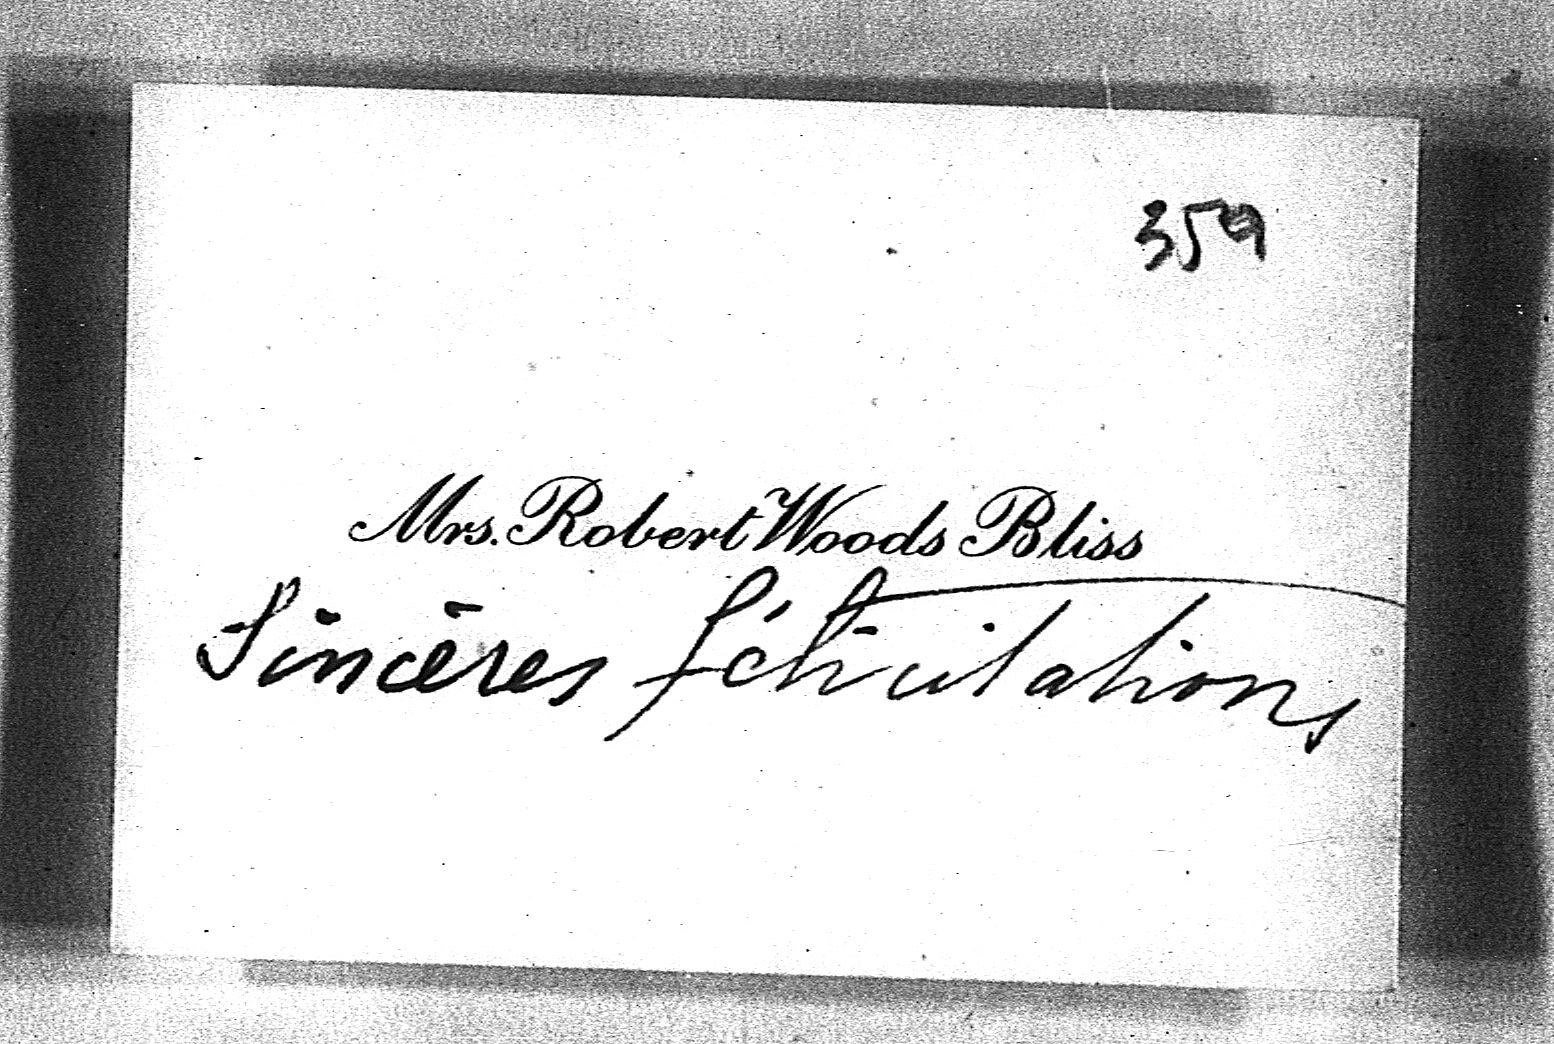 359
Mrs. Robert Woods Bliss
Sincères félicitations